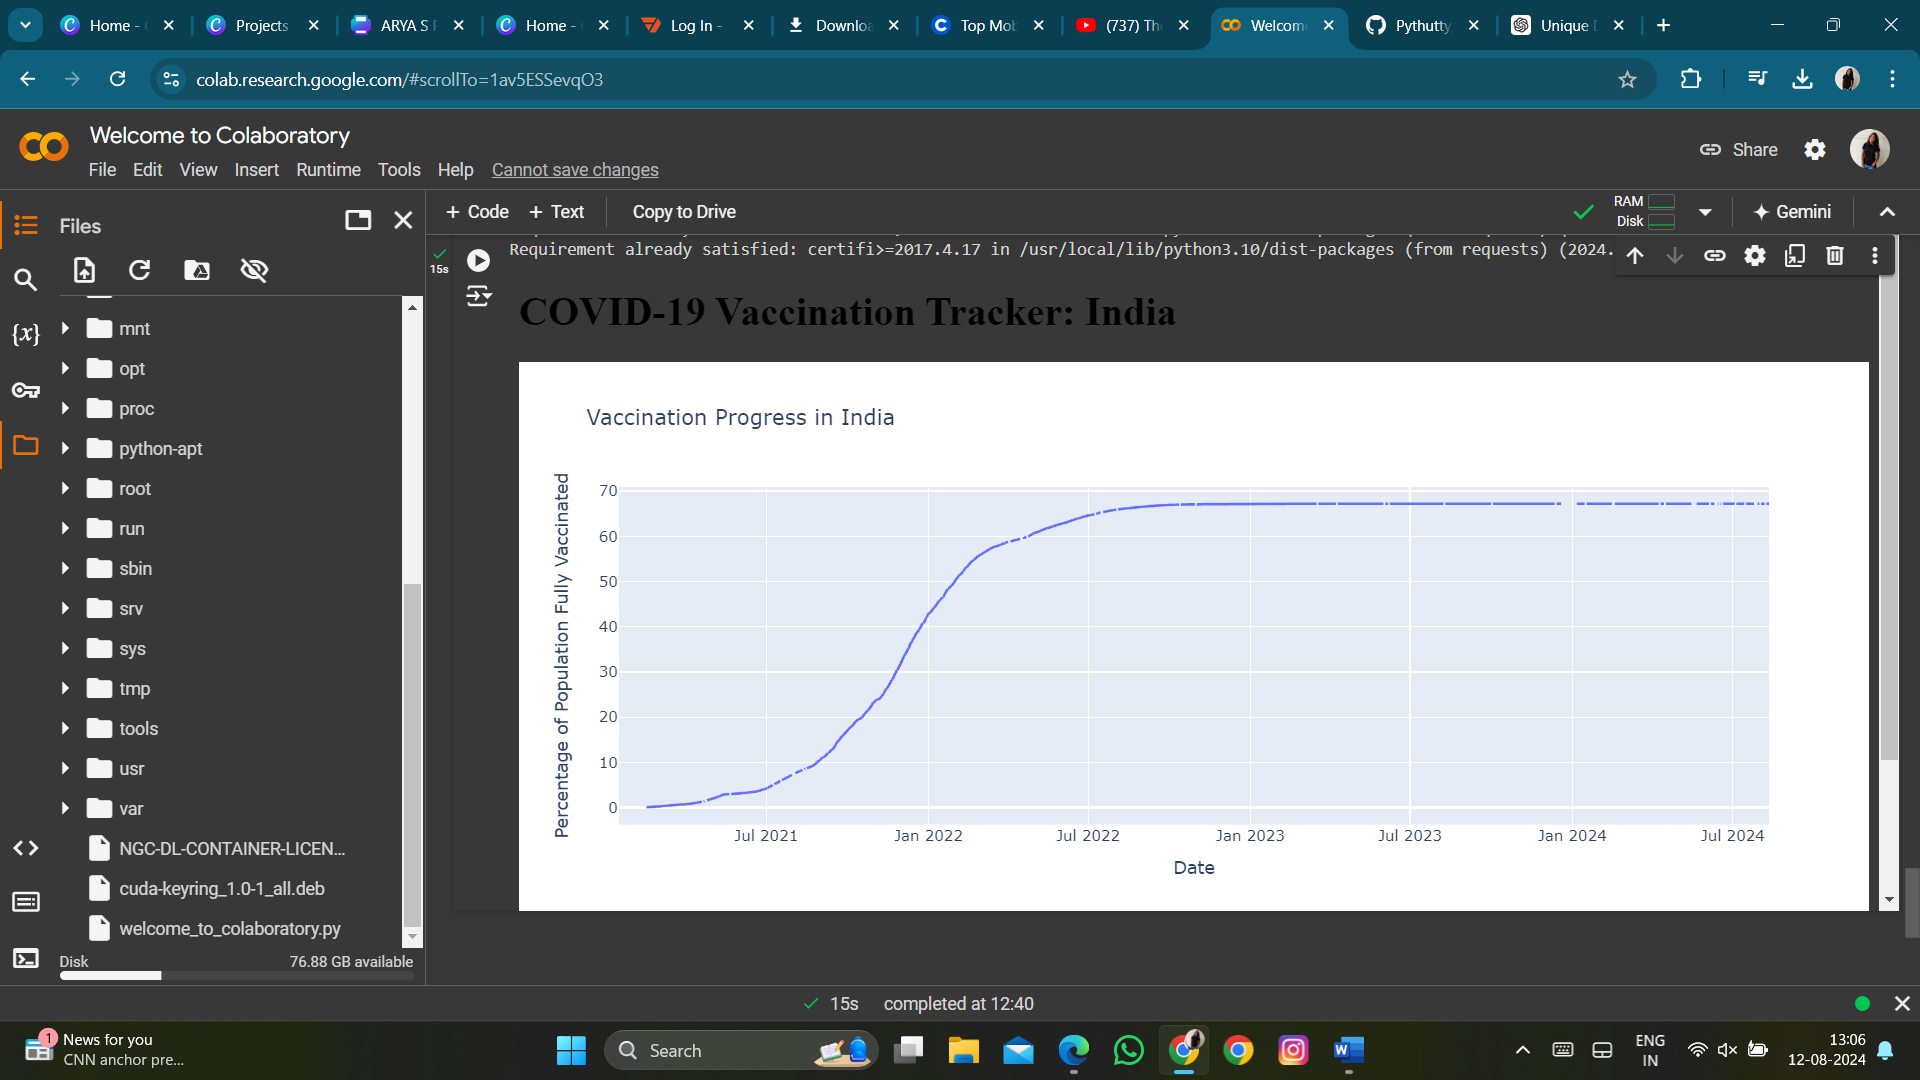 Home -
Projects
ARYA S F
Home -
Log In -
Downloa
Top Mob
(737) Th
Welcom
Pythutty
Unique
colab.research.google.com/#scrollTo=1av5ESSevqO3
Welcome to Colaboratory
File Edit View Insert Runtime Tools Help Cannot save changes
Share
Files
+ Code + Text Copy to Drive
RAM
Disk
Gemini
15s
Requirement already satisfied: certifi>=2017.4.17 in /usr/local/lib/python3.10/dist-packages (from requests) (2024.
{x}
mnt
opt
proc
python-apt
root
run
sbin
srv
sys
tmp
tools
usr
var
NGC-DL-CONTAINER-LICEN...
cuda-keyring_1.0-1_all.deb
welcome_to_colaboratory.py
Disk 76.88 GB available
COVID-19 Vaccination Tracker: India
Vaccination Progress in India
Percentage of Population Fully Vaccinated
70
60
50
40
30
20
10
0
Jul 2021 Jan 2022 Jul 2022 Jan 2023 Jul 2023 Jan 2024 Jul 2024
Date
15s completed at 12:40
1
News for you
CNN anchor pre...
Search
ENG
IN
13:06
12-08-2024